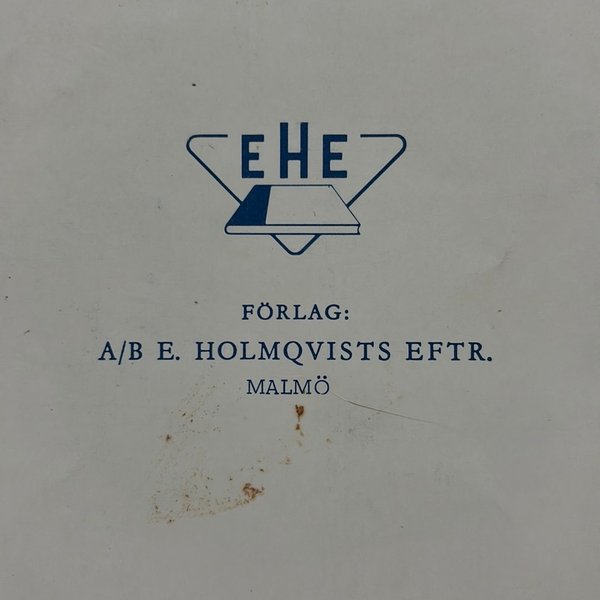 EHE
FÖRLAG:
A/B E. HOLMQVISTS EFTR.
MALMÖ